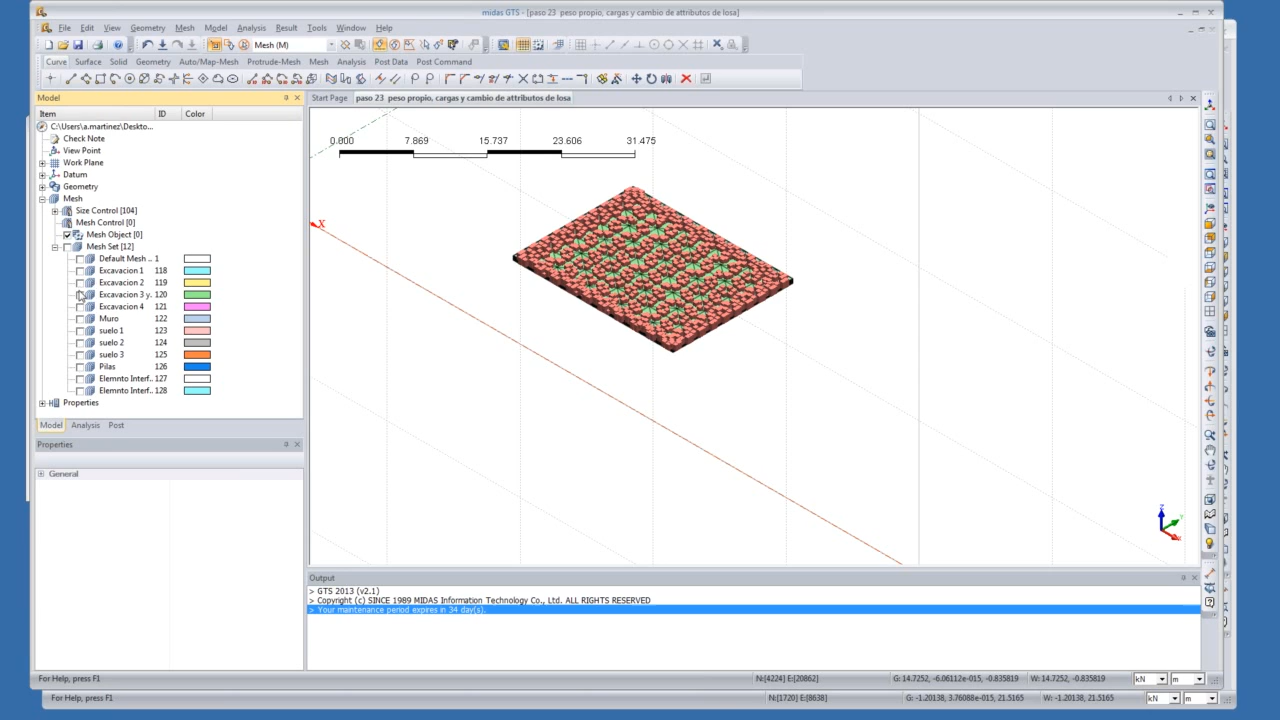 midas GTS - [paso 23 peso propio, cargas y cambio de atributos de losa]
File Edit View Geometry Mesh Model Analysis Result Tools Window Help
Mesh (M)
Curve Surface Solid Geometry Auto/Map-Mesh Protrude-Mesh Mesh Analysis Post Data Post Command
Model
Start Page paso 23 peso propio, cargas y cambio de atributos de losa
Item ID Color
C:\Users\a.martinez\Deskto...
Check Note
View Point
Work Plane
Datum
Geometry
Mesh
Size Control [104]
Mesh Control [0]
Mesh Object [0]
Mesh Set [12]
Default Mesh .. 1
Excavacion 1 118
Excavacion 2 119
Excavacion 3 y. 120
Excavacion 4 121
Muro 122
suelo 1 123
suelo 2 124
suelo 3 125
Pilas 126
Elemnto Interf.. 127
Elemnto Interf.. 128
Properties
Model Analysis Post
Properties
General
0.000 7.869 15.737 23.606 31.475
X
Z
Output
> GTS 2013 (v2.1)
> Copyright (c) SINCE 1989 MIDAS Information Technology Co., Ltd. ALL RIGHTS RESERVED
> Your maintenance period expires in 34 day(s).
For Help, press F1 N:[4224] E:[20862] G: 14.7252, -6.06112e-015, -0.835819 W: 14.7252, -0.835819 kN m
For Help, press F1 N:[1720] E:[8638] G: -1.20138, 3.76088e-015, 21.5165 W: -1.20138, 21.5165 kN m